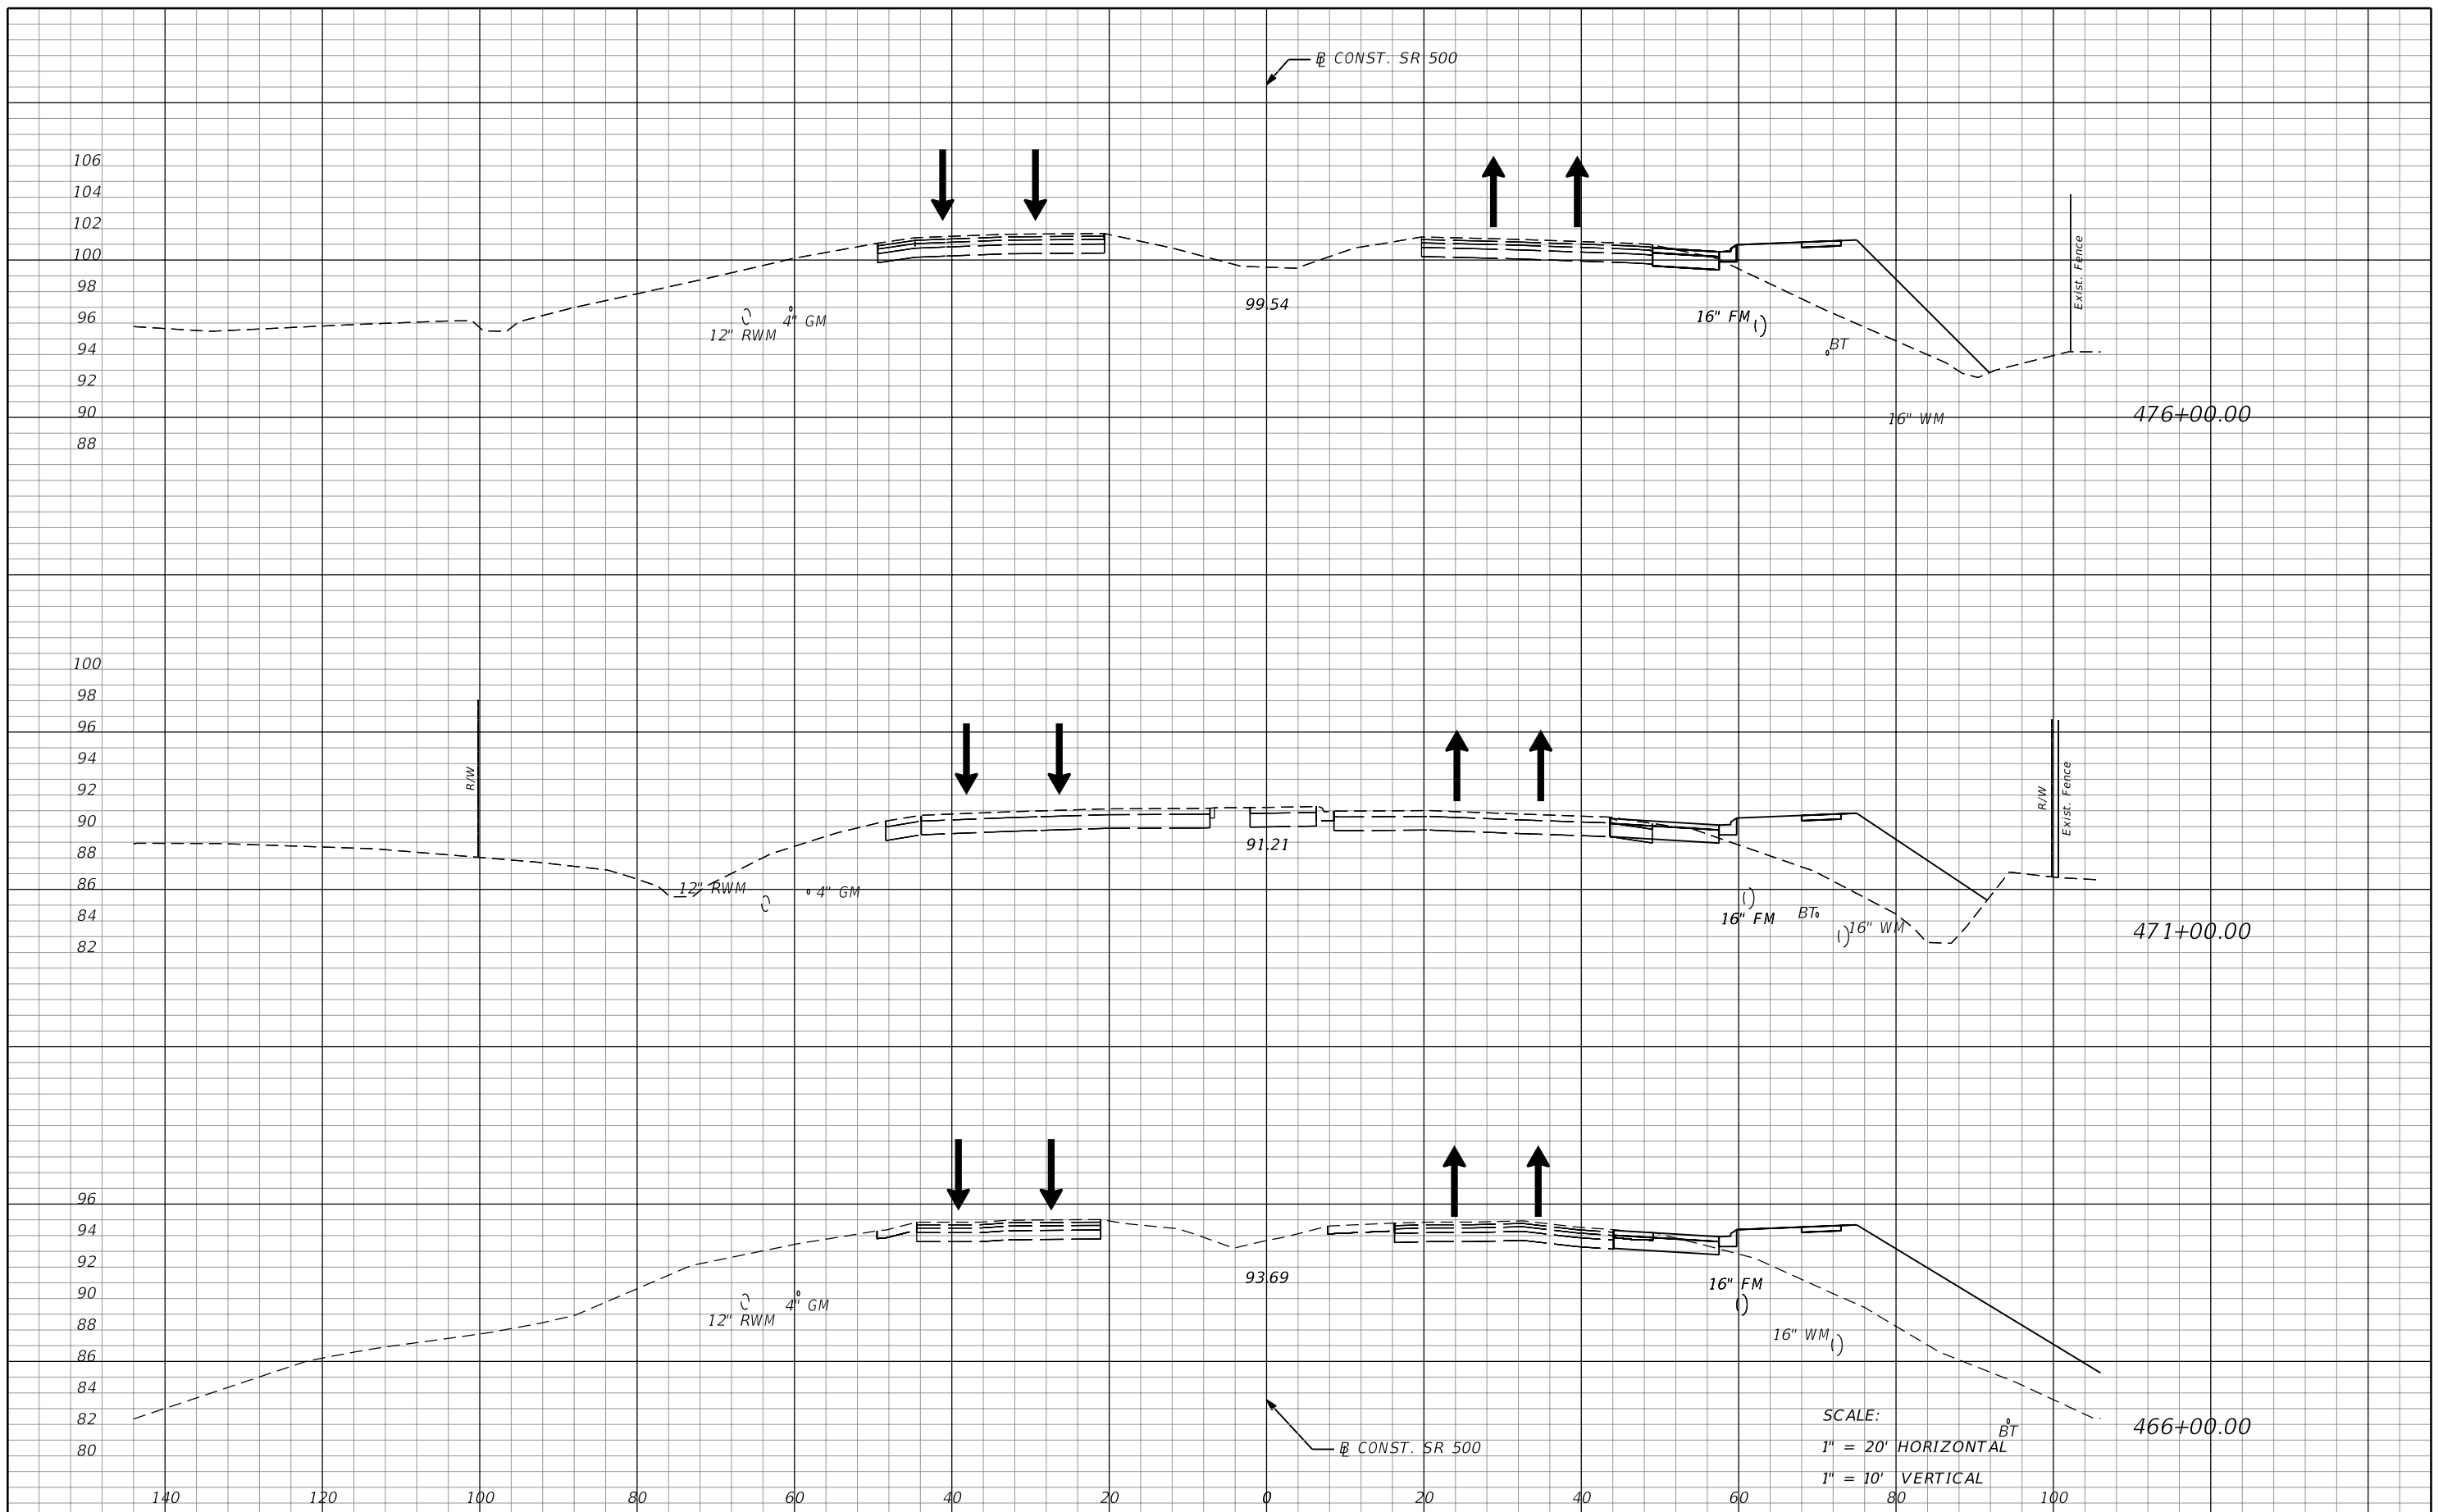 BL CONST. SR 500
106
104
102
100
98
96
94
92
90
88
99.54
12" RWM
4" GM
16" FM
BT
16" WM
Exist. Fence
476+00.00
100
98
96
94
92
90
88
86
84
82
R/W
12" RWM
4" GM
91.21
16" FM
BT
16" WM
R/W
Exist. Fence
471+00.00
96
94
92
90
88
86
84
82
80
12" RWM
4" GM
93.69
16" FM
16" WM
BT
466+00.00
BL CONST. SR 500
SCALE:
1" = 20' HORIZONTAL
1" = 10' VERTICAL
140 120 100 80 60 40 20 0 20 40 60 80 100